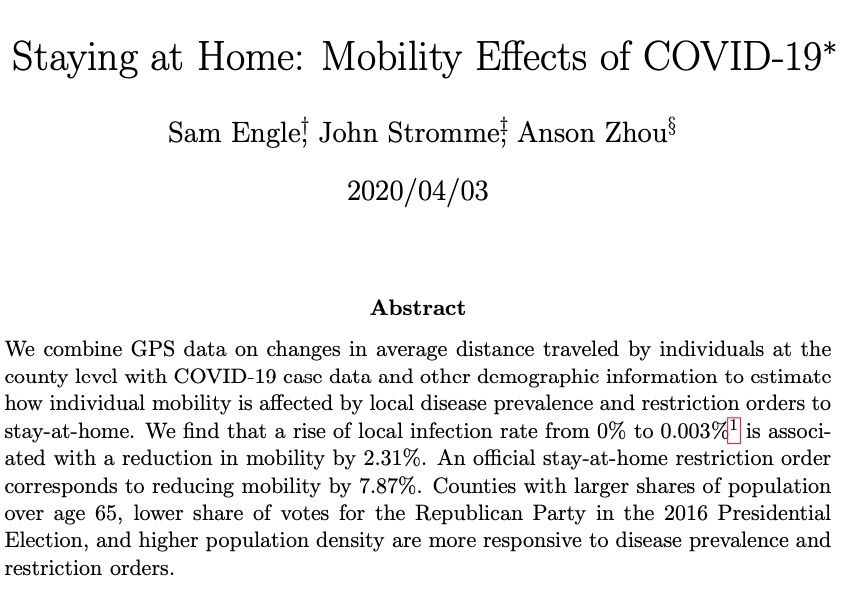 Staying at Home: Mobility Effects of COVID-19*
Sam Engle†, John Stromme‡, Anson Zhou§
2020/04/03
Abstract
We combine GPS data on changes in average distance traveled by individuals at the
county level with COVID-19 case data and other demographic information to estimate
how individual mobility is affected by local disease prevalence and restriction orders to
stay-at-home. We find that a rise of local infection rate from 0% to 0.003%1 is associ-
ated with a reduction in mobility by 2.31%. An official stay-at-home restriction order
corresponds to reducing mobility by 7.87%. Counties with larger shares of population
over age 65, lower share of votes for the Republican Party in the 2016 Presidential
Election, and higher population density are more responsive to disease prevalence and
restriction orders.